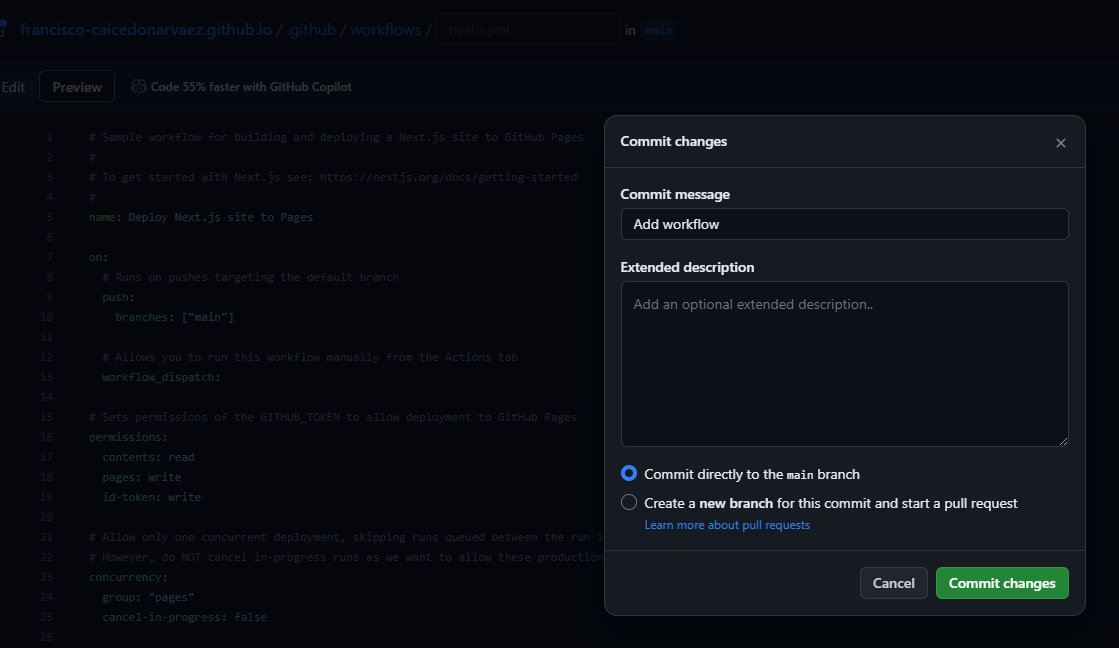 francisco-caicedonarvaez.github.io / .github / workflows / nextjs.yml in main
Edit Preview Code 55% faster with GitHub Copilot
1 # Sample workflow for building and deploying a Next.js site to GitHub Pages
2 #
3 # To get started with Next.js see: https://nextjs.org/docs/getting-started
4 #
5 name: Deploy Next.js site to Pages
6
7 on:
8 # Runs on pushes targeting the default branch
9 push:
10 branches: ["main"]
11
12 # Allows you to run this workflow manually from the Actions tab
13 workflow_dispatch:
14
15 # Sets permissions of the GITHUB_TOKEN to allow deployment to GitHub Pages
16 permissions:
17 contents: read
18 pages: write
19 id-token: write
20
21 # Allow only one concurrent deployment, skipping runs queued between the run i
22 # However, do NOT cancel in-progress runs as we want to allow these production
23 concurrency:
24 group: "pages"
25 cancel-in-progress: false
26
Commit changes
Commit message
Add workflow
Extended description
Add an optional extended description..
Commit directly to the main branch
Create a new branch for this commit and start a pull request
Learn more about pull requests
Cancel Commit changes